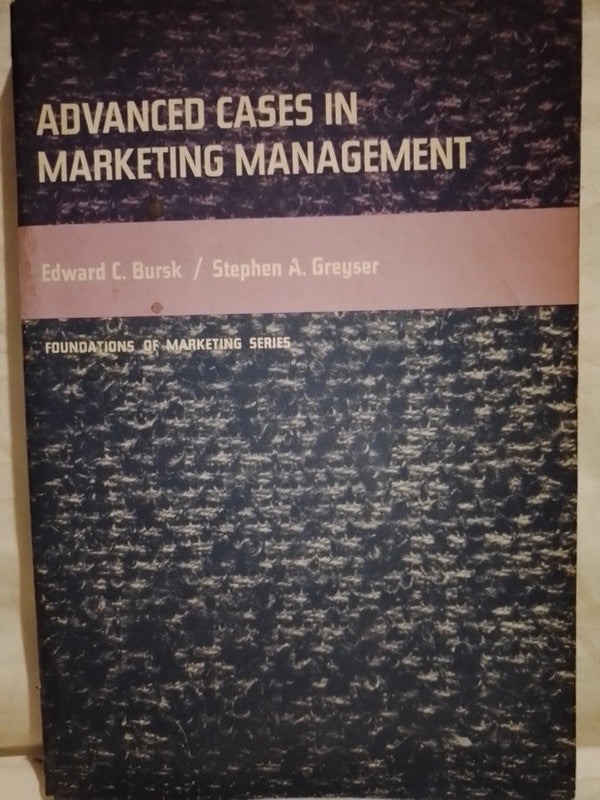 ADVANCED CASES IN
MARKETING MANAGEMENT
Edward C. Bursk / Stephen A. Greyser
FOUNDATIONS OF MARKETING SERIES